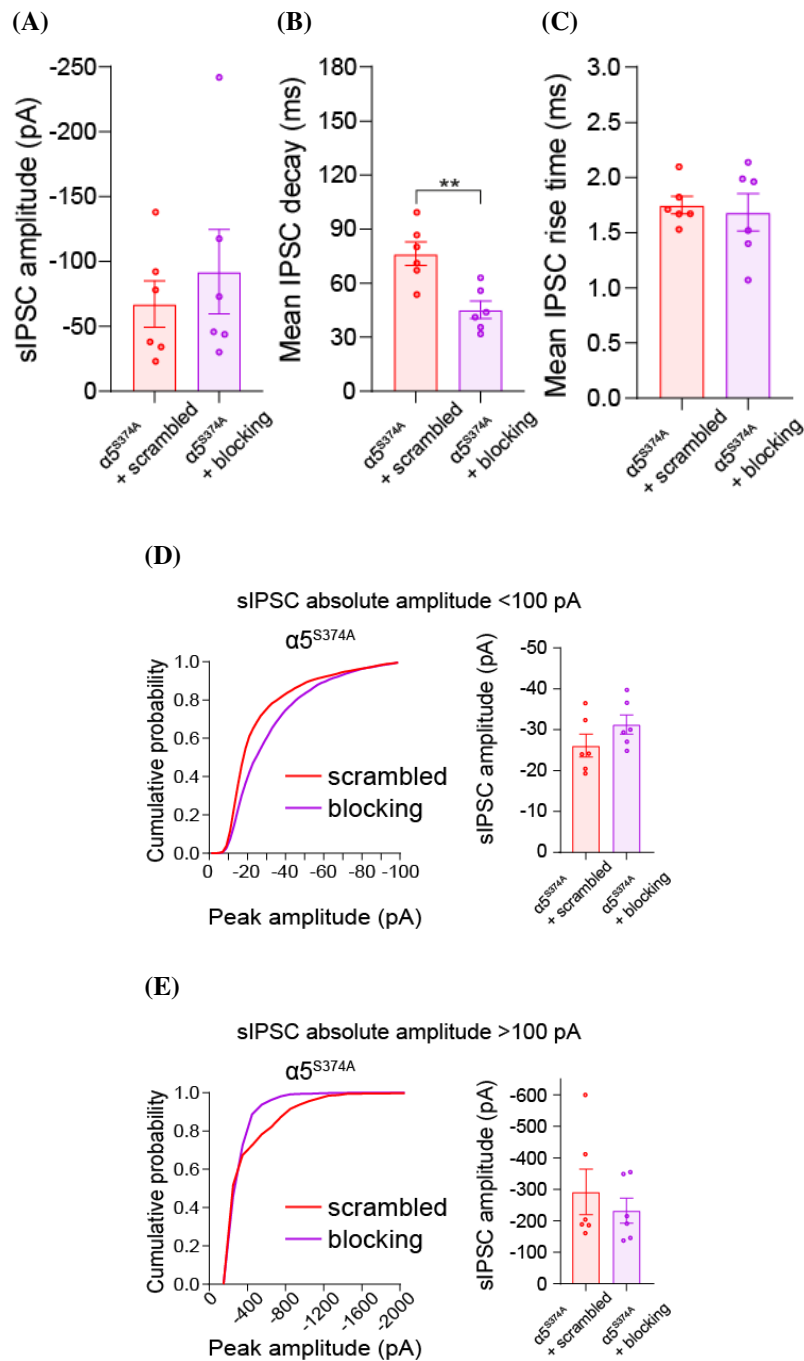 (A)
sIPSC amplitude (pA)
-250
-200
-150
-100
-50
0
α5S374A
+ scrambled
α5S374A
+ blocking
(B)
Mean IPSC decay (ms)
180
150
120
90
60
30
0
**
α5S374A
+ scrambled
α5S374A
+ blocking
(C)
Mean IPSC rise time (ms)
3.0
2.5
2.0
1.5
1.0
0.5
0.0
α5S374A
+ scrambled
α5S374A
+ blocking
(D)
sIPSC absolute amplitude <100 pA
α5S374A
Cumulative probability
1.0
0.8
0.6
0.4
0.2
0.0
scrambled
blocking
0 -20 -40 -60 -80 -100
Peak amplitude (pA)
sIPSC amplitude (pA)
-50
-40
-30
-20
-10
0
α5S374A
+ scrambled
α5S374A
+ blocking
(E)
sIPSC absolute amplitude >100 pA
α5S374A
Cumulative probability
1.0
0.8
0.6
0.4
0.2
0.0
scrambled
blocking
0 -400 -800 -1200 -1600 -2000
Peak amplitude (pA)
sIPSC amplitude (pA)
-600
-500
-400
-300
-200
-100
0
α5S374A
+ scrambled
α5S374A
+ blocking